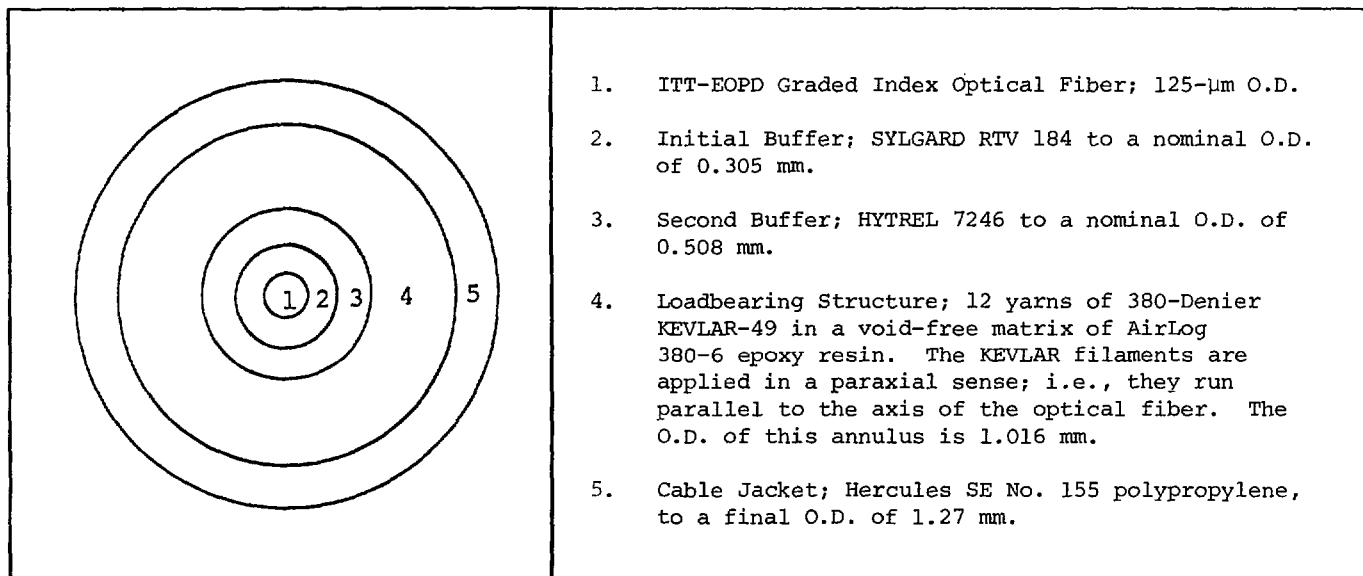 1 2 3 4 5
1. ITT-EOPD Graded Index Optical Fiber; 125-µm O.D.
2. Initial Buffer; SYLGARD RTV 184 to a nominal O.D.
of 0.305 mm.
3. Second Buffer; HYTREL 7246 to a nominal O.D. of
0.508 mm.
4. Loadbearing Structure; 12 yarns of 380-Denier
KEVLAR-49 in a void-free matrix of AirLog
380-6 epoxy resin. The KEVLAR filaments are
applied in a paraxial sense; i.e., they run
parallel to the axis of the optical fiber. The
O.D. of this annulus is 1.016 mm.
5. Cable Jacket; Hercules SE No. 155 polypropylene,
to a final O.D. of 1.27 mm.